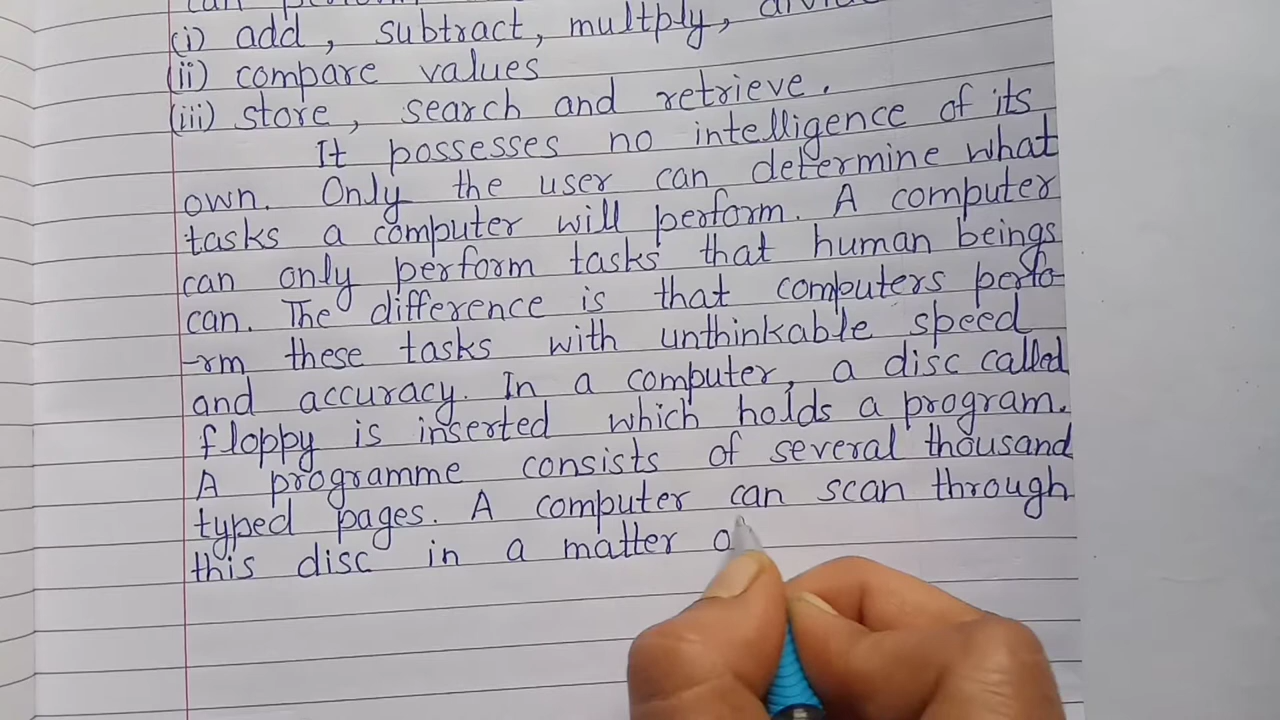 can
(i) add, subtract, multply, divide
(ii) compare values
(iii) store, search and retrieve.
It possesses no intelligence of its
own. Only the user can determine what
tasks a computer will perform. A computer
can only perform tasks that human beings
can. The difference is that computers perfo-
-rm these tasks with unthinkable speed
and accuracy. In a computer, a disc called
floppy is inserted which holds a program.
A programme consists of several thousand
typed pages. A computer can scan through
this disc in a matter o